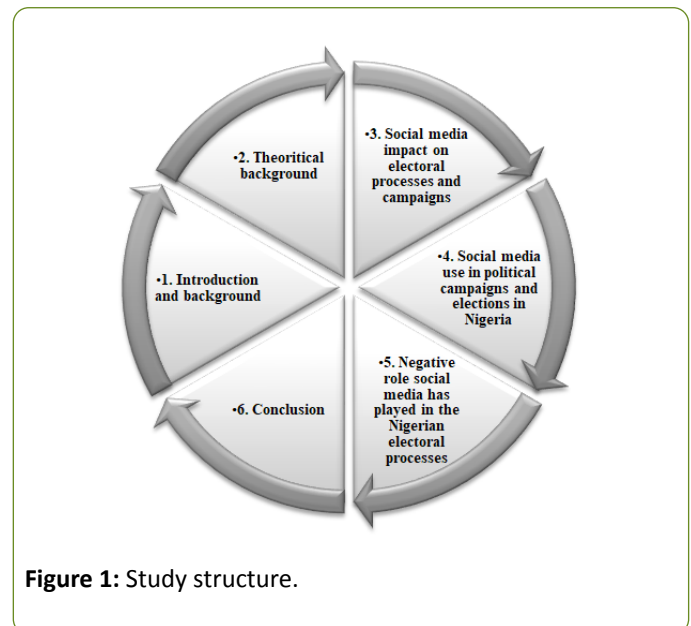 •1. Introduction
and background
•2. Theoritical
background
•3. Social media
impact on
electoral
processes and
campaigns
•4. Social media
use in political
campaigns and
elections in
Nigeria
•5. Negative
role social
media has
played in the
Nigerian
electoral
processes
•6. Conclusion
Figure 1: Study structure.